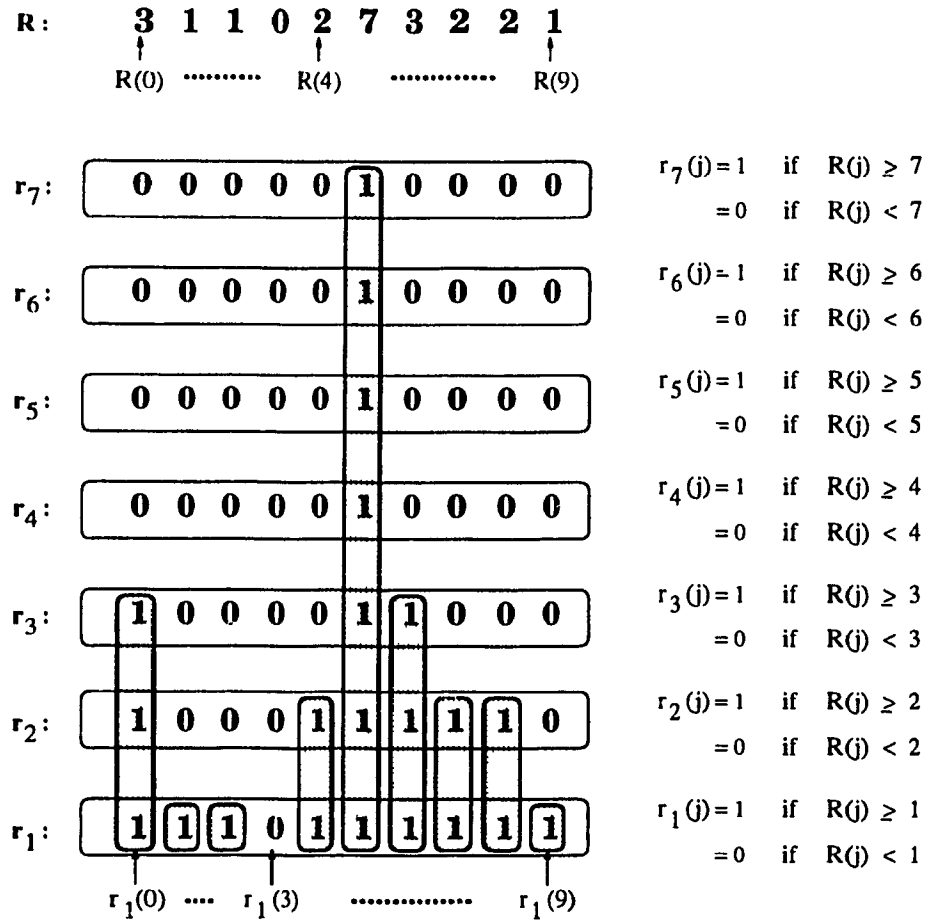 R: 3 1 1 0 2 7 3 2 2 1
R(0) ········ R(4) ············ R(9)
r7: 0 0 0 0 0 1 0 0 0 0 r7(j)=1 if R(j) ≥ 7
=0 if R(j) < 7
r6: 0 0 0 0 0 1 0 0 0 0 r6(j)=1 if R(j) ≥ 6
=0 if R(j) < 6
r5: 0 0 0 0 0 1 0 0 0 0 r5(j)=1 if R(j) ≥ 5
=0 if R(j) < 5
r4: 0 0 0 0 0 1 0 0 0 0 r4(j)=1 if R(j) ≥ 4
=0 if R(j) < 4
r3: 1 0 0 0 0 1 1 0 0 0 r3(j)=1 if R(j) ≥ 3
=0 if R(j) < 3
r2: 1 0 0 0 1 1 1 1 1 0 r2(j)=1 if R(j) ≥ 2
=0 if R(j) < 2
r1: 1 1 1 0 1 1 1 1 1 1 r1(j)=1 if R(j) ≥ 1
=0 if R(j) < 1
r1(0) ···· r1(3) ·············· r1(9)